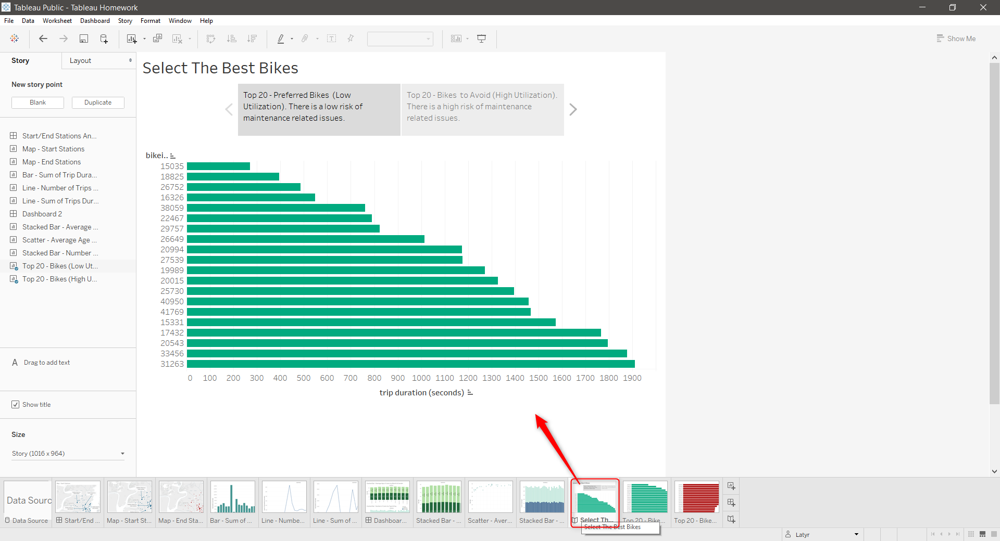 Tableau Public - Tableau Homework
File Data Worksheet Dashboard Story Format Window Help
Show Me
Story Layout
New story point
Blank Duplicate
Start/End Stations An...
Map - Start Stations
Map - End Stations
Bar - Sum of Trip Dura...
Line - Number of Trips ...
Line - Sum of Trips Dur...
Dashboard 2
Stacked Bar - Average ...
Scatter - Average Age ...
Stacked Bar - Number ...
Top 20 - Bikes (Low Ut...
Top 20 - Bikes (High U...
A Drag to add text
Show title
Size
Story (1016 x 964)
Select The Best Bikes
Top 20 - Preferred Bikes (Low
Utilization). There is a low risk of
maintenance related issues.
Top 20 - Bikes to Avoid (High Utilization).
There is a high risk of maintenance
related issues.
bikei..
15035
18825
26752
16326
38059
22467
29757
26649
20994
27539
19989
20015
25730
40950
41769
15331
17432
20543
33456
31263
0 100 200 300 400 500 600 700 800 900 1000 1100 1200 1300 1400 1500 1600 1700 1800 1900
trip duration (seconds)
Data Sourc
Data Source Start/End ... Map - Start St... Map - End Sta... Bar - Sum of ... Line - Numbe... Line - Sum of ... Dashboar... Stacked Bar - ... Scatter - Aver... Stacked Bar - ... Select Th... Top 20 - Bike... Top 20 - Bike...
Select The Best Bikes
Latyr